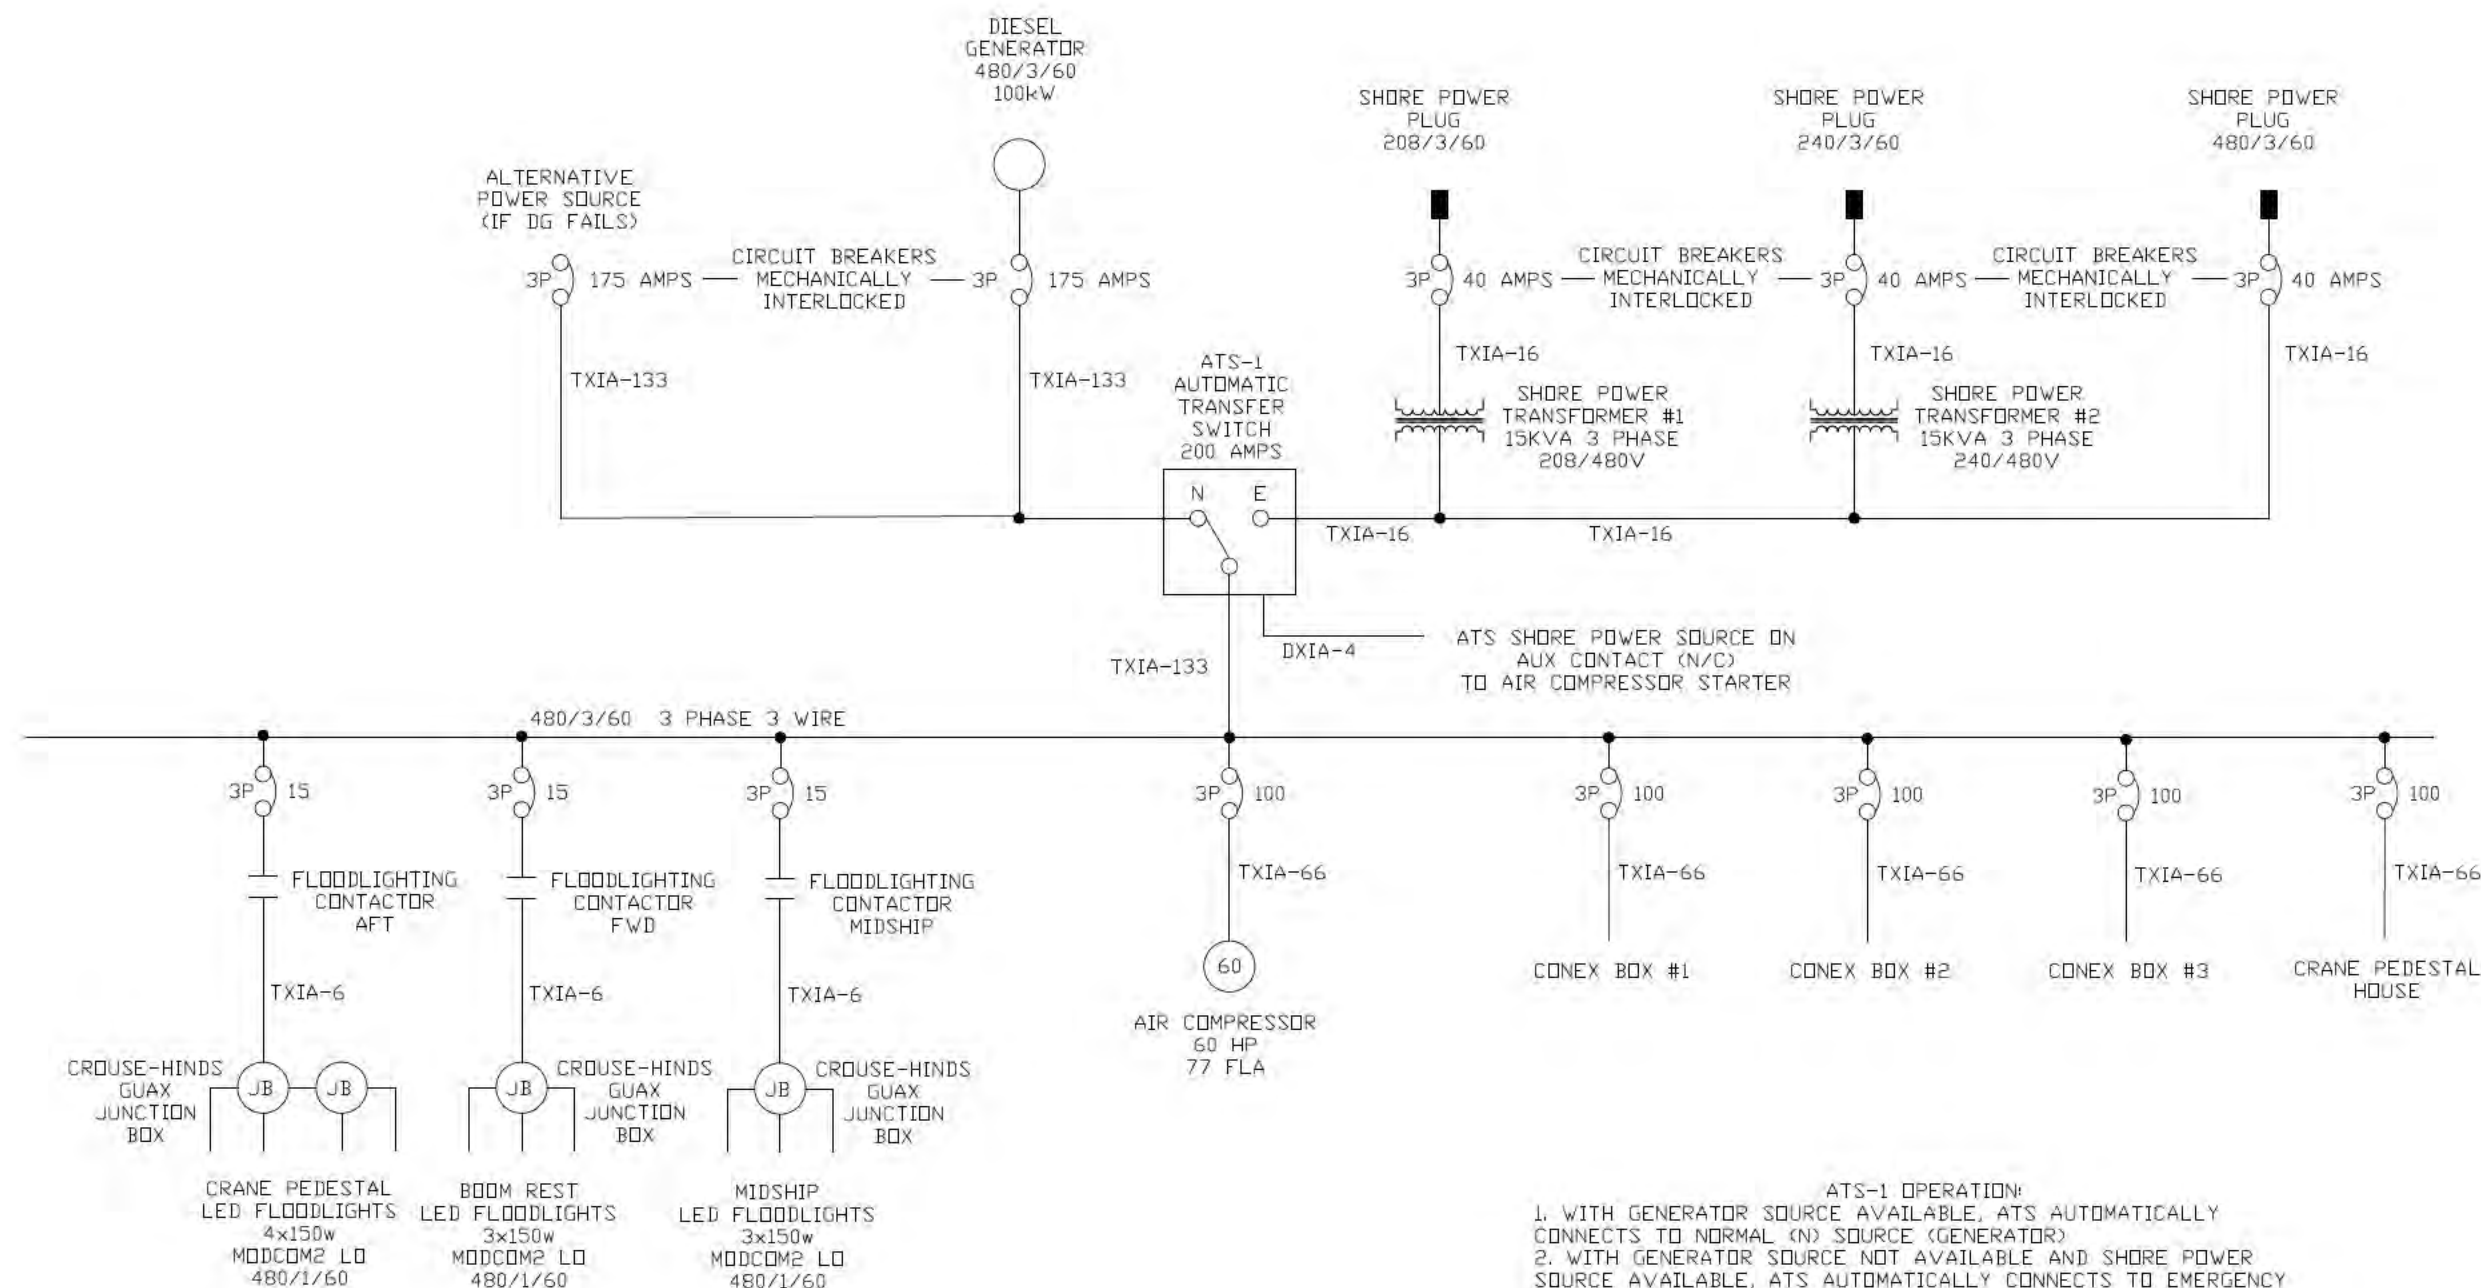 DIESEL
GENERATOR
480/3/60
100kW
SHORE POWER
PLUG
208/3/60
SHORE POWER
PLUG
240/3/60
SHORE POWER
PLUG
480/3/60
ALTERNATIVE
POWER SOURCE
(IF DG FAILS)
3P
175 AMPS
CIRCUIT BREAKERS
MECHANICALLY
INTERLOCKED
3P
175 AMPS
3P
40 AMPS
CIRCUIT BREAKERS
MECHANICALLY
INTERLOCKED
3P
40 AMPS
CIRCUIT BREAKERS
MECHANICALLY
INTERLOCKED
3P
40 AMPS
TXIA-133
TXIA-133
ATS-1
AUTOMATIC
TRANSFER
SWITCH
200 AMPS
TXIA-16
TXIA-16
TXIA-16
SHORE POWER
TRANSFORMER #1
15KVA 3 PHASE
208/480V
SHORE POWER
TRANSFORMER #2
15KVA 3 PHASE
240/480V
N E
TXIA-16
TXIA-16
TXIA-133
DXIA-4
ATS SHORE POWER SOURCE ON
AUX CONTACT (N/C)
TO AIR COMPRESSOR STARTER
480/3/60 3 PHASE 3 WIRE
3P 15
3P 15
3P 15
3P 100
3P 100
3P 100
3P 100
3P 100
FLOODLIGHTING
CONTACTOR
AFT
FLOODLIGHTING
CONTACTOR
FWD
FLOODLIGHTING
CONTACTOR
MIDSHIP
TXIA-66
TXIA-66
TXIA-66
TXIA-66
TXIA-66
TXIA-6
TXIA-6
TXIA-6
60
AIR COMPRESSOR
60 HP
77 FLA
CONEX BOX #1
CONEX BOX #2
CONEX BOX #3
CRANE PEDESTAL
HOUSE
CROUSE-HINDS
GUAX
JUNCTION
BOX
JB
JB
JB
CROUSE-HINDS
GUAX
JUNCTION
BOX
JB
CROUSE-HINDS
GUAX
JUNCTION
BOX
CRANE PEDESTAL
LED FLOODLIGHTS
4x150w
MODCOM2 LO
480/1/60
BOOM REST
LED FLOODLIGHTS
3x150w
MODCOM2 LO
480/1/60
MIDSHIP
LED FLOODLIGHTS
3x150w
MODCOM2 LO
480/1/60
ATS-1 OPERATION:
1. WITH GENERATOR SOURCE AVAILABLE, ATS AUTOMATICALLY
CONNECTS TO NORMAL (N) SOURCE (GENERATOR)
2. WITH GENERATOR SOURCE NOT AVAILABLE AND SHORE POWER
SOURCE AVAILABLE, ATS AUTOMATICALLY CONNECTS TO EMERGENCY